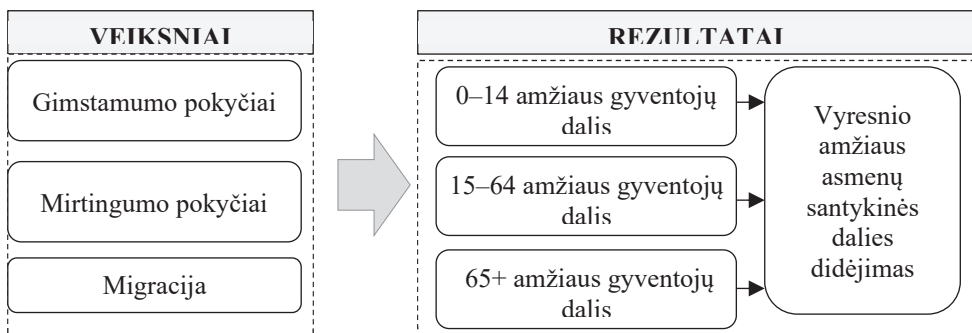 VEIKSNIAI
Gimstamumo pokyčiai
Mirtingumo pokyčiai
Migracija
REZULTATAI
0–14 amžiaus gyventojų
dalis
15–64 amžiaus gyventojų
dalis
65+ amžiaus gyventojų
dalis
Vyresnio
amžiaus
asmenų
santykinės
dalies
didėjimas